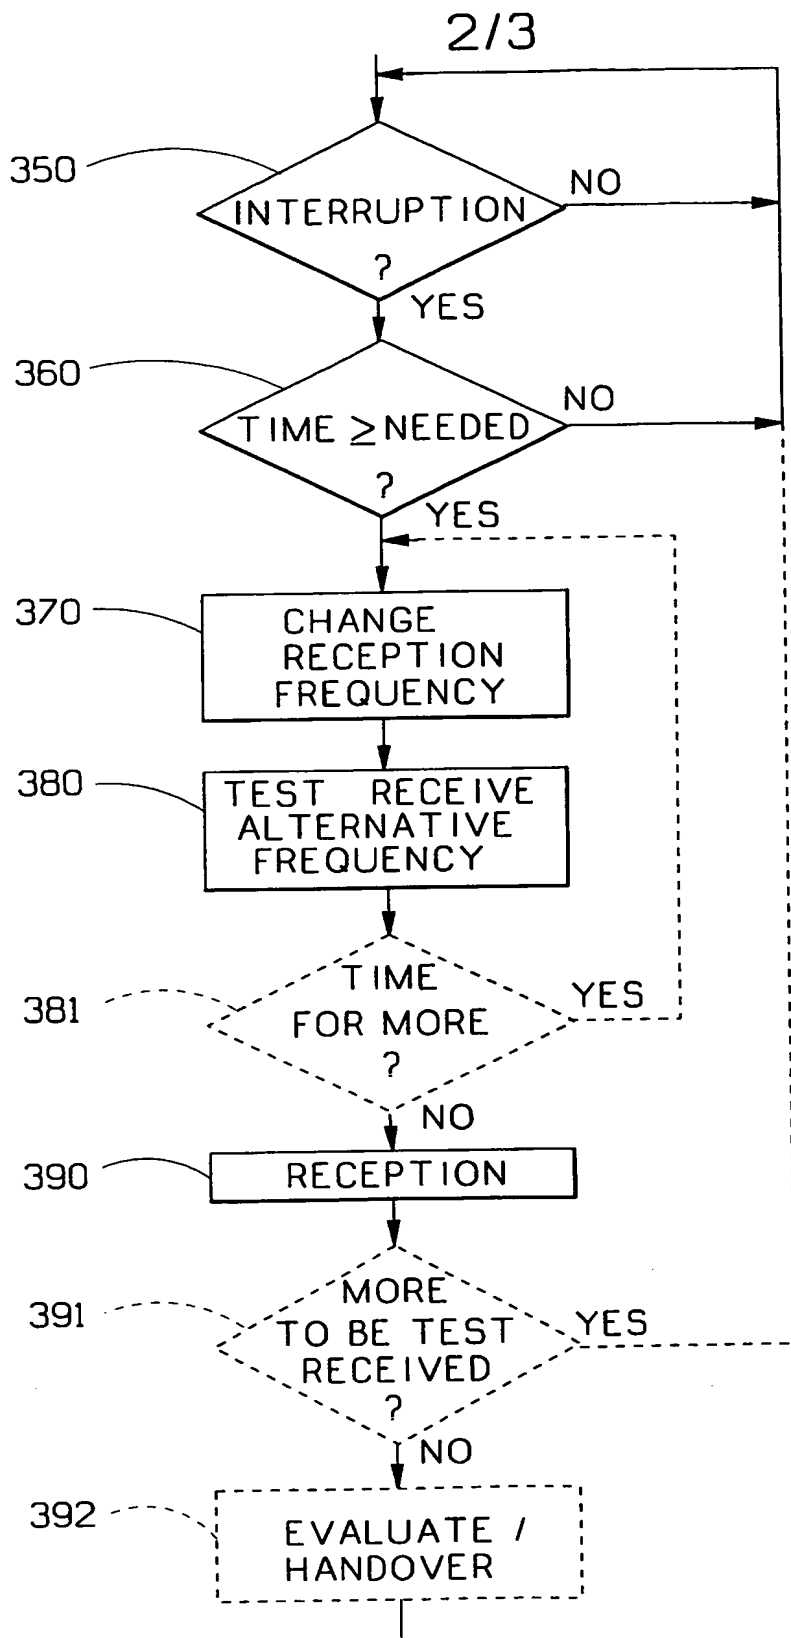 2/3
350
INTERRUPTION
?
NO
YES
360
TIME ≥NEEDED
?
NO
YES
370
CHANGE
RECEPTION
FREQUENCY
380
TEST RECEIVE
ALTERNATIVE
FREQUENCY
381
TIME
FOR MORE
?
YES
NO
390
RECEPTION
391
MORE
TO BE TEST
RECEIVED
?
YES
NO
392
EVALUATE /
HANDOVER